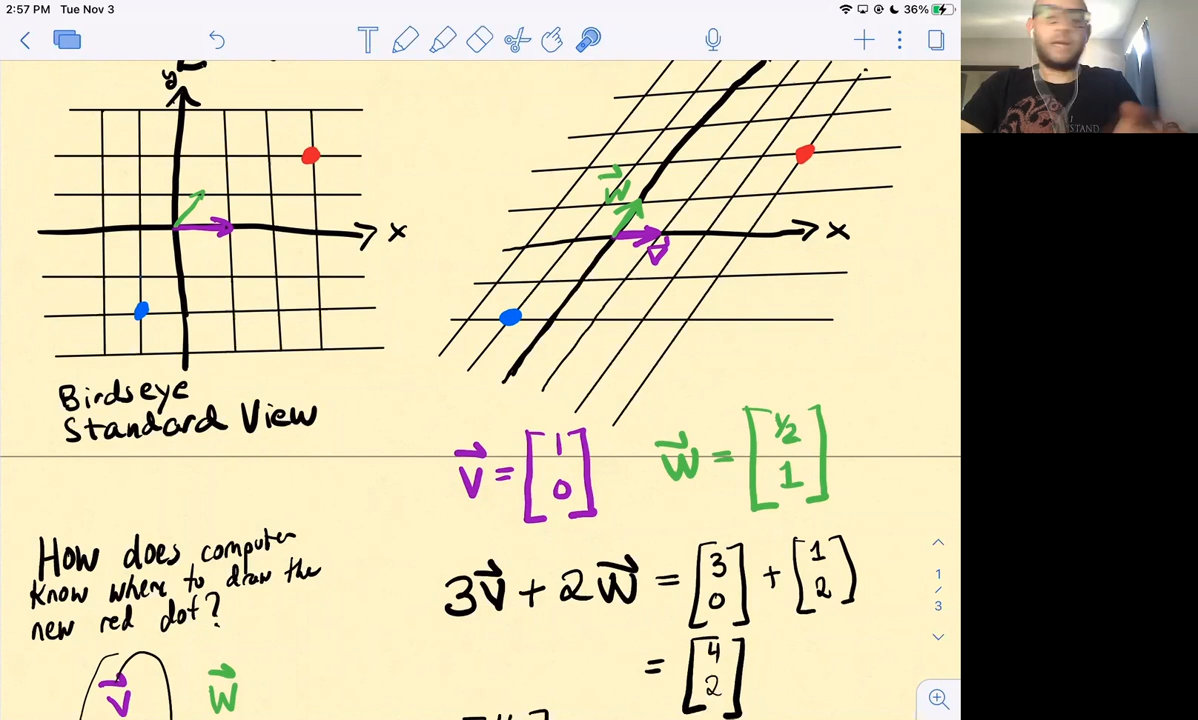 2:57 PM Tue Nov 3
36%
T
y
x
w
v
x
Birdseye
Standard View
v = [1 0]
w = [1/2 1]
How does computer
know where to draw the
new red dot?
3v + 2w = [3 0] + [1 2]
= [4 2]
v w
1
/
3